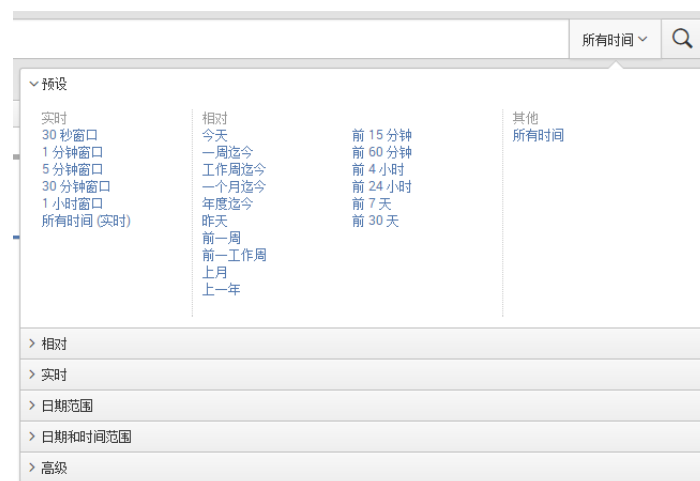 所有时间
预设
实时
30 秒窗口
1 分钟窗口
5 分钟窗口
30 分钟窗口
1 小时窗口
所有时间 (实时)
相对
今天
一周迄今
工作周迄今
一个月迄今
年度迄今
昨天
前一周
前一工作周
上月
上一年
前 15 分钟
前 60 分钟
前 4 小时
前 24 小时
前 7 天
前 30 天
其他
所有时间
相对
实时
日期范围
日期和时间范围
高级